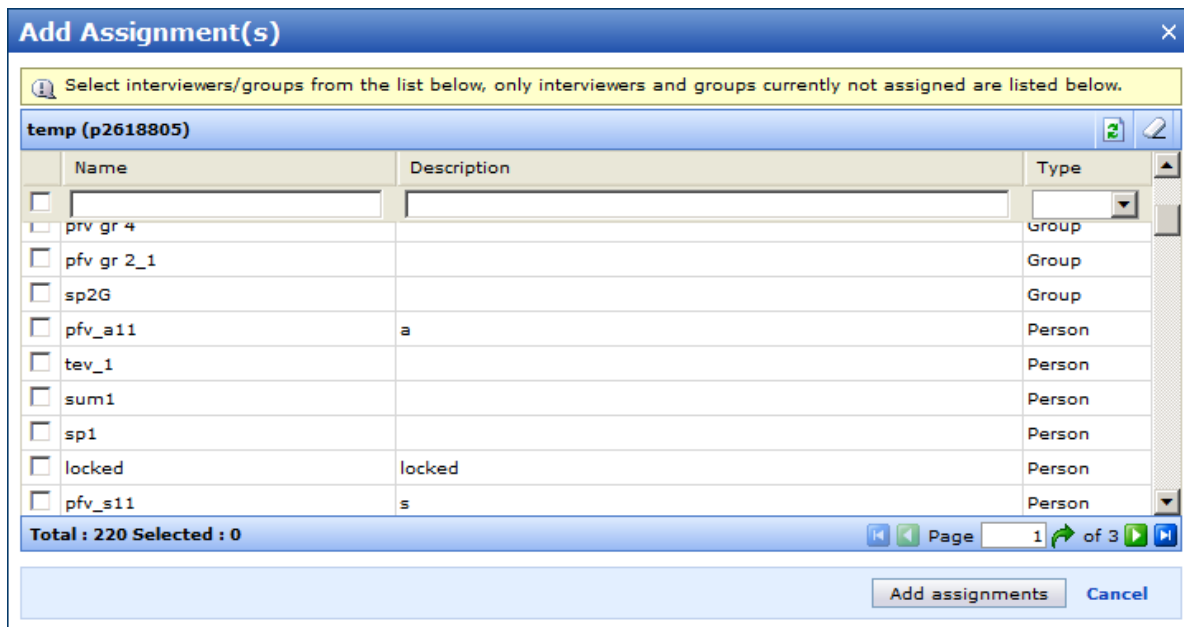 Add Assignment(s)
Select interviewers/groups from the list below, only interviewers and groups currently not assigned are listed below.
temp (p2618805)
Name Description Type
pfv gr 4 Group
pfv gr 2_1 Group
sp2G Group
pfv_a11 a Person
tev_1 Person
sum1 Person
sp1 Person
locked locked Person
pfv_s11 s Person
Total : 220 Selected : 0 Page 1 of 3
Add assignments Cancel